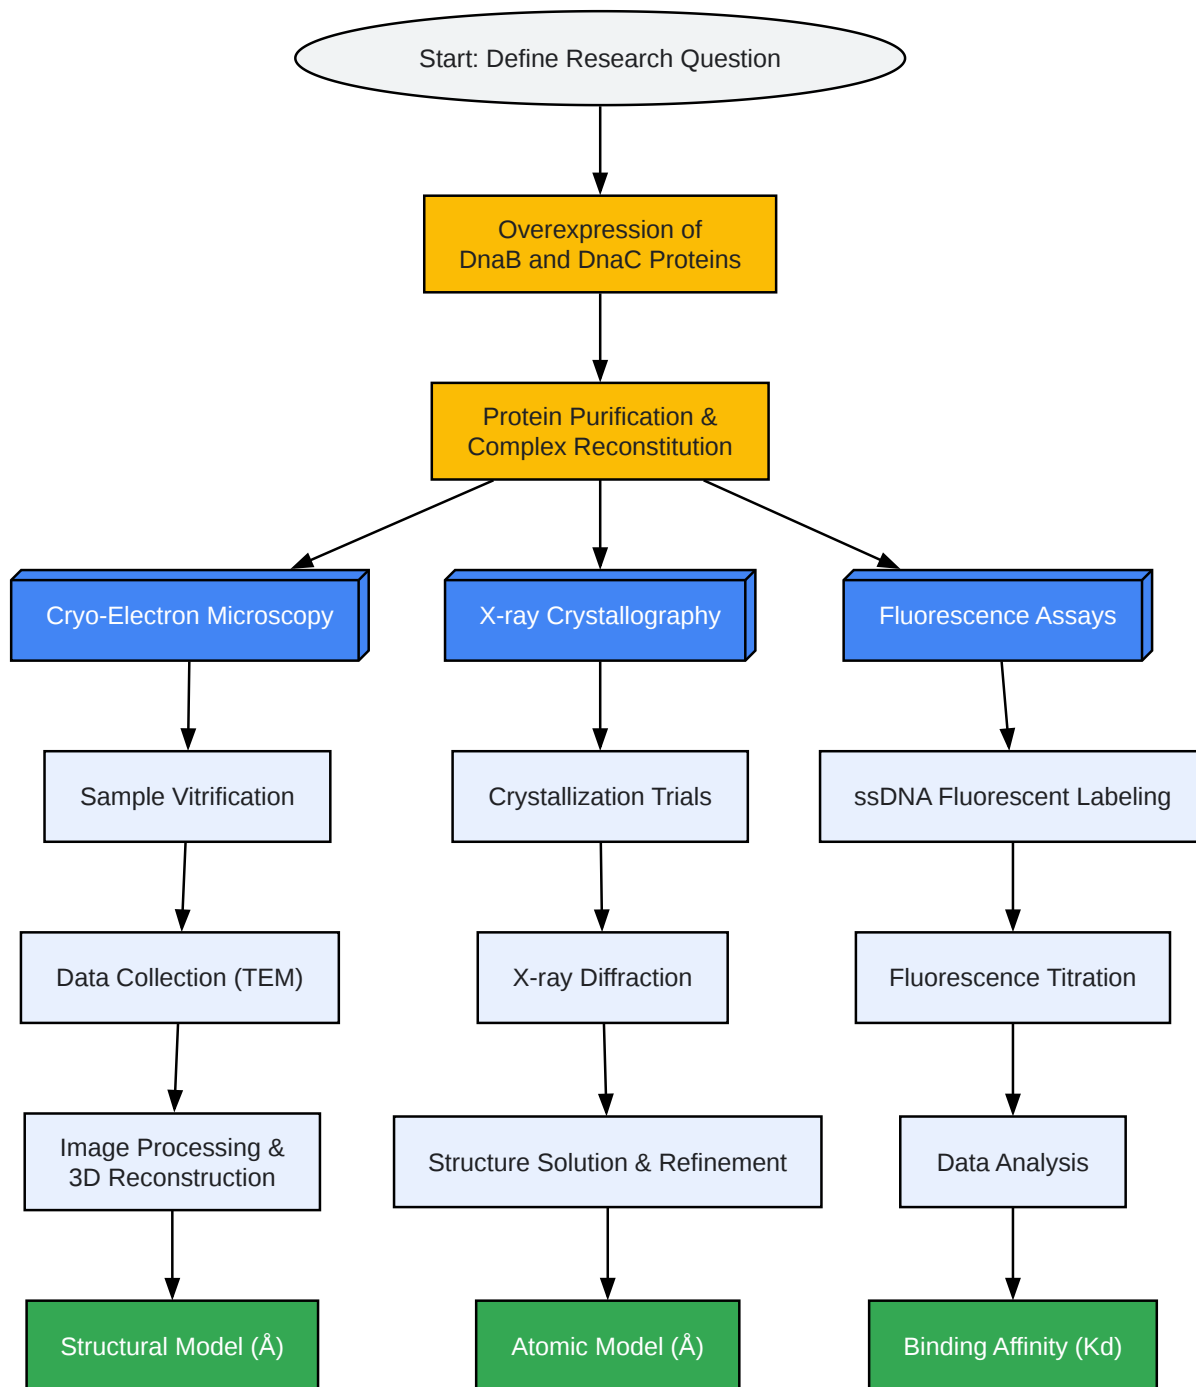 Start: Define Research Question
Overexpression of
DnaB and DnaC Proteins
Protein Purification &
Complex Reconstitution
Cryo-Electron Microscopy
X-ray Crystallography
Fluorescence Assays
Sample Vitrification
Crystallization Trials
ssDNA Fluorescent Labeling
Data Collection (TEM)
X-ray Diffraction
Fluorescence Titration
Image Processing &
3D Reconstruction
Structure Solution & Refinement
Data Analysis
Structural Model (Å)
Atomic Model (Å)
Binding Affinity (Kd)